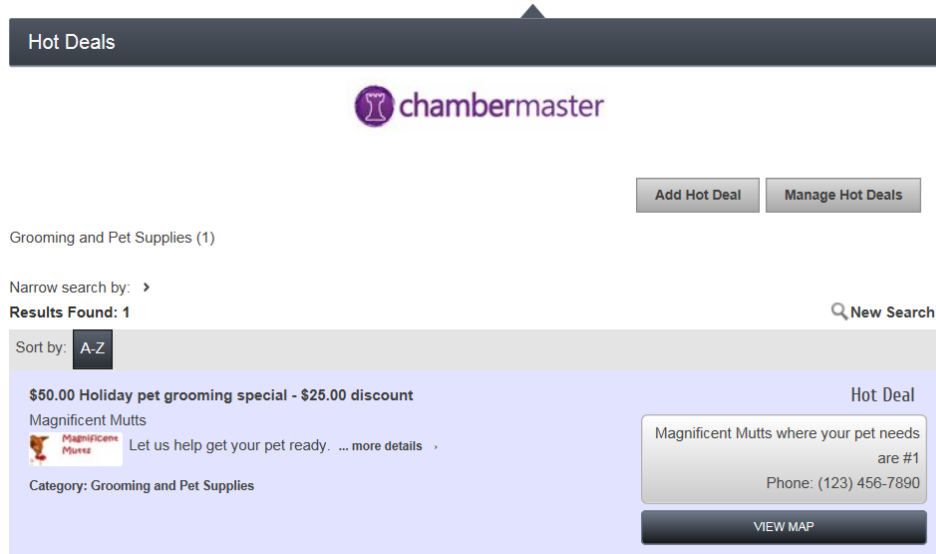 Hot Deals
chambermaster
Add Hot Deal
Manage Hot Deals
Grooming and Pet Supplies (1)
Narrow search by: ›
Results Found: 1
New Search
Sort by: A-Z
$50.00 Holiday pet grooming special - $25.00 discount
Hot Deal
Magnificent Mutts
Magnificent
Mutts
Let us help get your pet ready. ... more details ›
Category: Grooming and Pet Supplies
Magnificent Mutts where your pet needs
are #1
Phone: (123) 456-7890
VIEW MAP